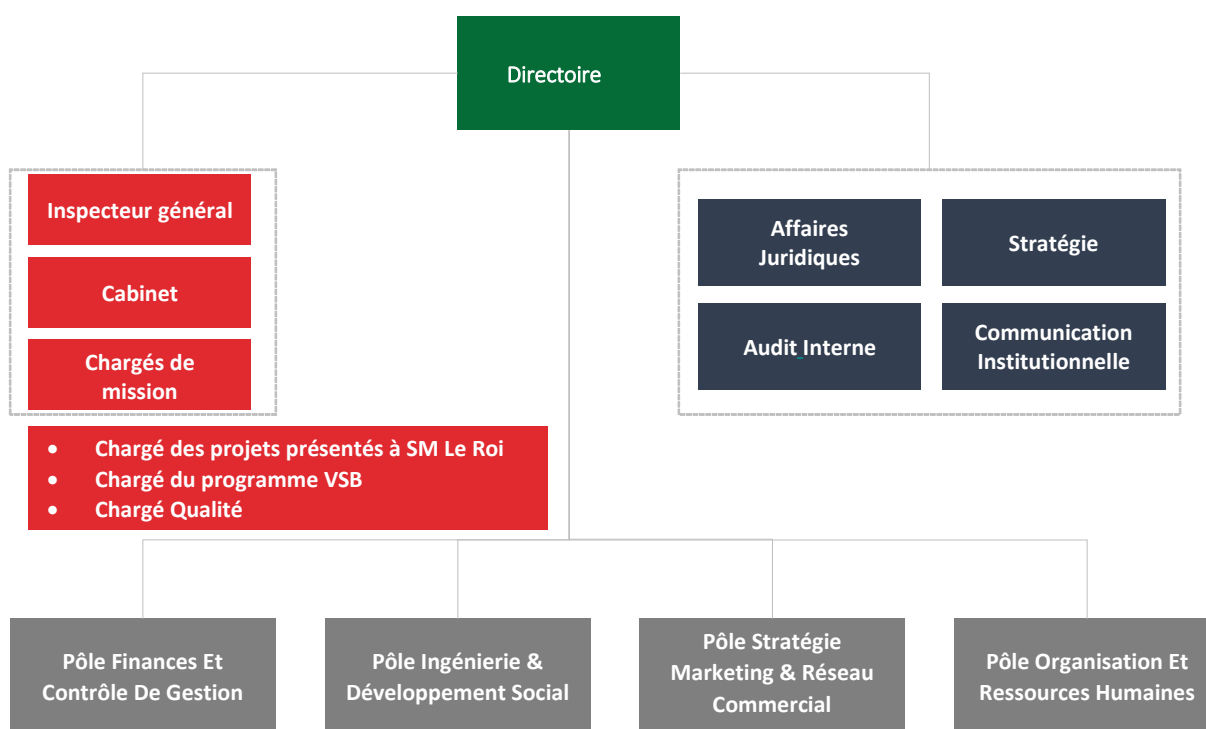 Directoire
Inspecteur général
Cabinet
Chargés de
mission
• Chargé des projets présentés à SM Le Roi
• Chargé du programme VSB
• Chargé Qualité
Affaires
Juridiques
Stratégie
Audit Interne
Communication
Institutionnelle
Pôle Finances Et
Contrôle De Gestion
Pôle Ingénierie &
Développement Social
Pôle Stratégie
Marketing & Réseau
Commercial
Pôle Organisation Et
Ressources Humaines